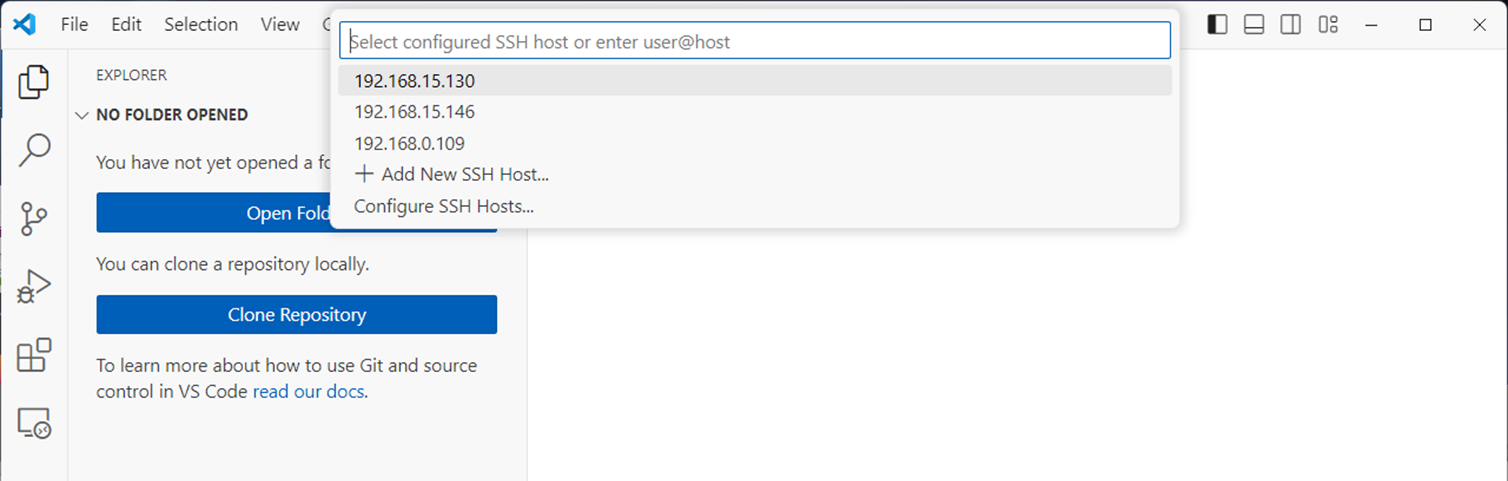 File Edit Selection View
Select configured SSH host or enter user@host
192.168.15.130
192.168.15.146
192.168.0.109
Add New SSH Host...
Configure SSH Hosts...
EXPLORER
NO FOLDER OPENED
You have not yet opened a fo
Open Fold
You can clone a repository locally.
Clone Repository
To learn more about how to use Git and source
control in VS Code read our docs.